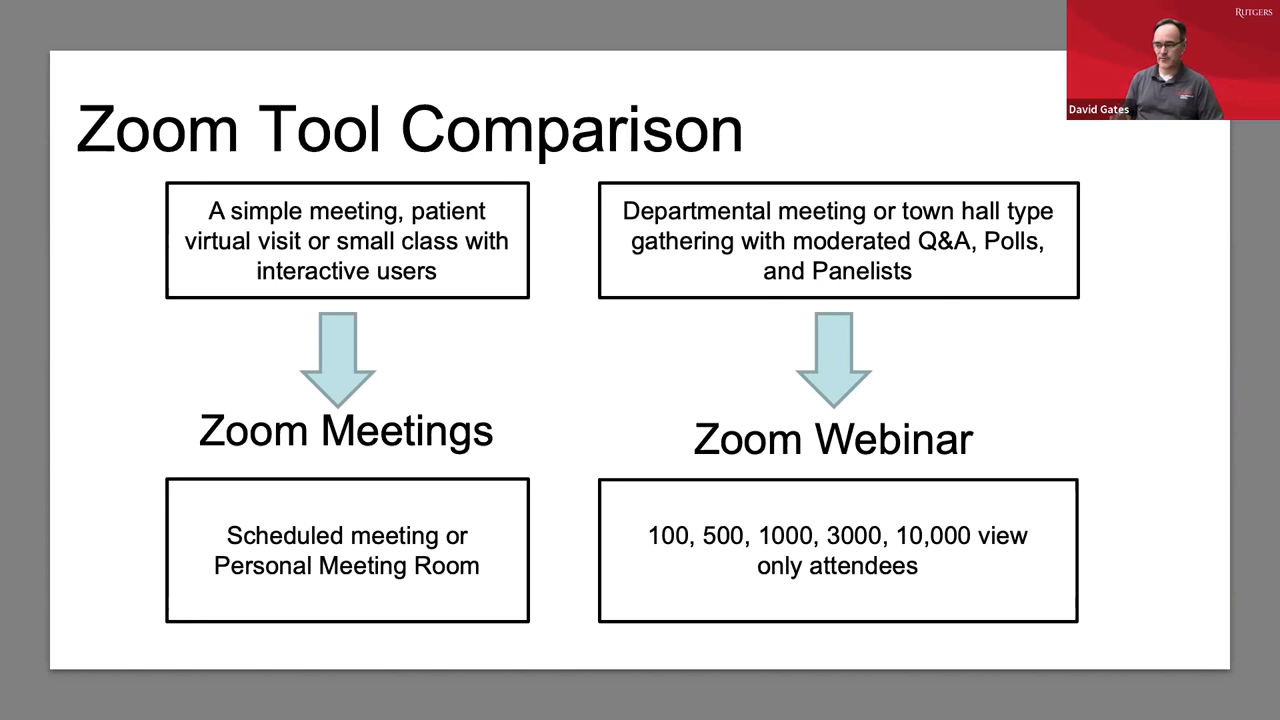 RUTGERS
David Gates
Zoom Tool Comparison
A simple meeting, patient
virtual visit or small class with
interactive users
Departmental meeting or town hall type
gathering with moderated Q&A, Polls,
and Panelists
Zoom Meetings
Zoom Webinar
Scheduled meeting or
Personal Meeting Room
100, 500, 1000, 3000, 10,000 view
only attendees